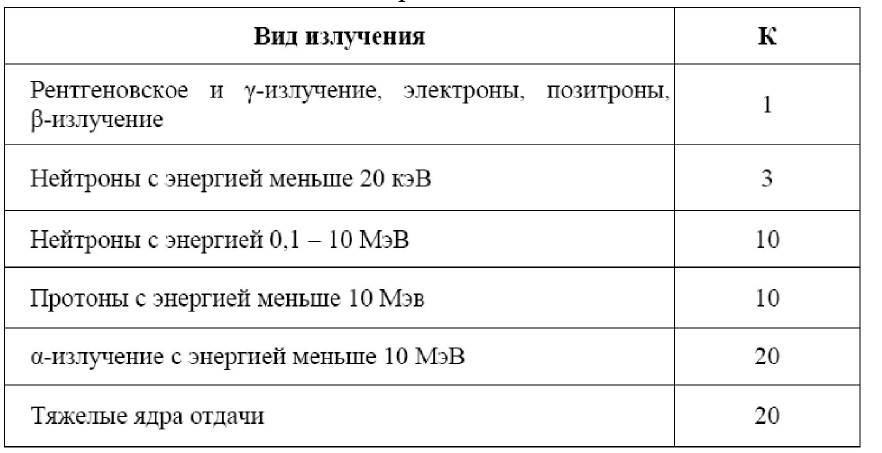 Вид излучения К
Рентгеновское и γ-излучение, электроны, позитроны,
β-излучение 1
Нейтроны с энергией меньше 20 кэВ 3
Нейтроны с энергией 0,1 – 10 МэВ 10
Протоны с энергией меньше 10 Мэв 10
α-излучение с энергией меньше 10 МэВ 20
Тяжелые ядра отдачи 20